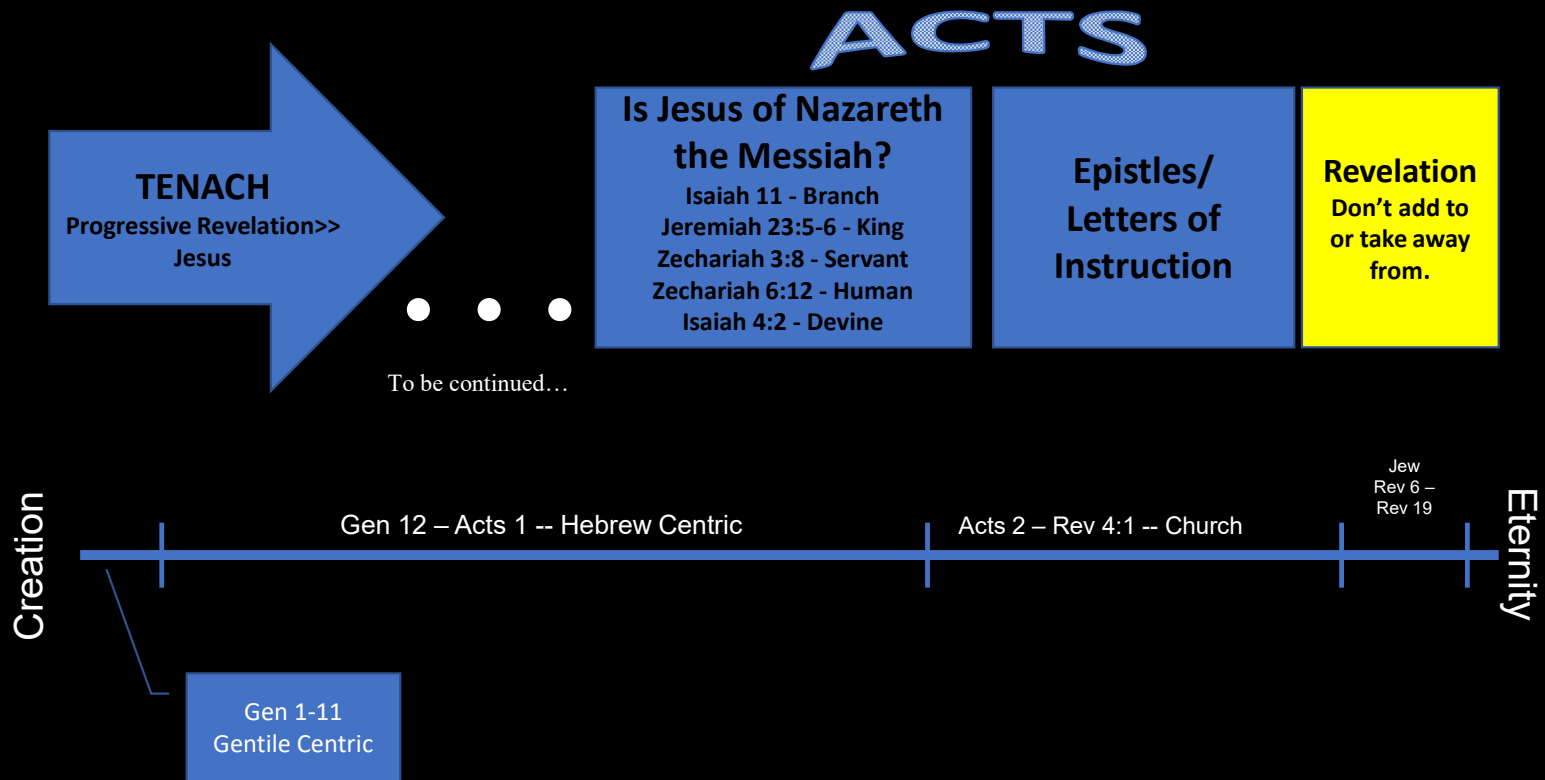 ACTS
TENACH
Progressive Revelation>>
Jesus
To be continued…
Is Jesus of Nazareth
the Messiah?
Isaiah 11 - Branch
Jeremiah 23:5-6 - King
Zechariah 3:8 - Servant
Zechariah 6:12 - Human
Isaiah 4:2 - Devine
Epistles/
Letters of
Instruction
Revelation
Don’t add to
or take away
from.
Creation
Gen 12 – Acts 1 -- Hebrew Centric
Acts 2 – Rev 4:1 -- Church
Jew
Rev 6 –
Rev 19
Eternity
Gen 1-11
Gentile Centric